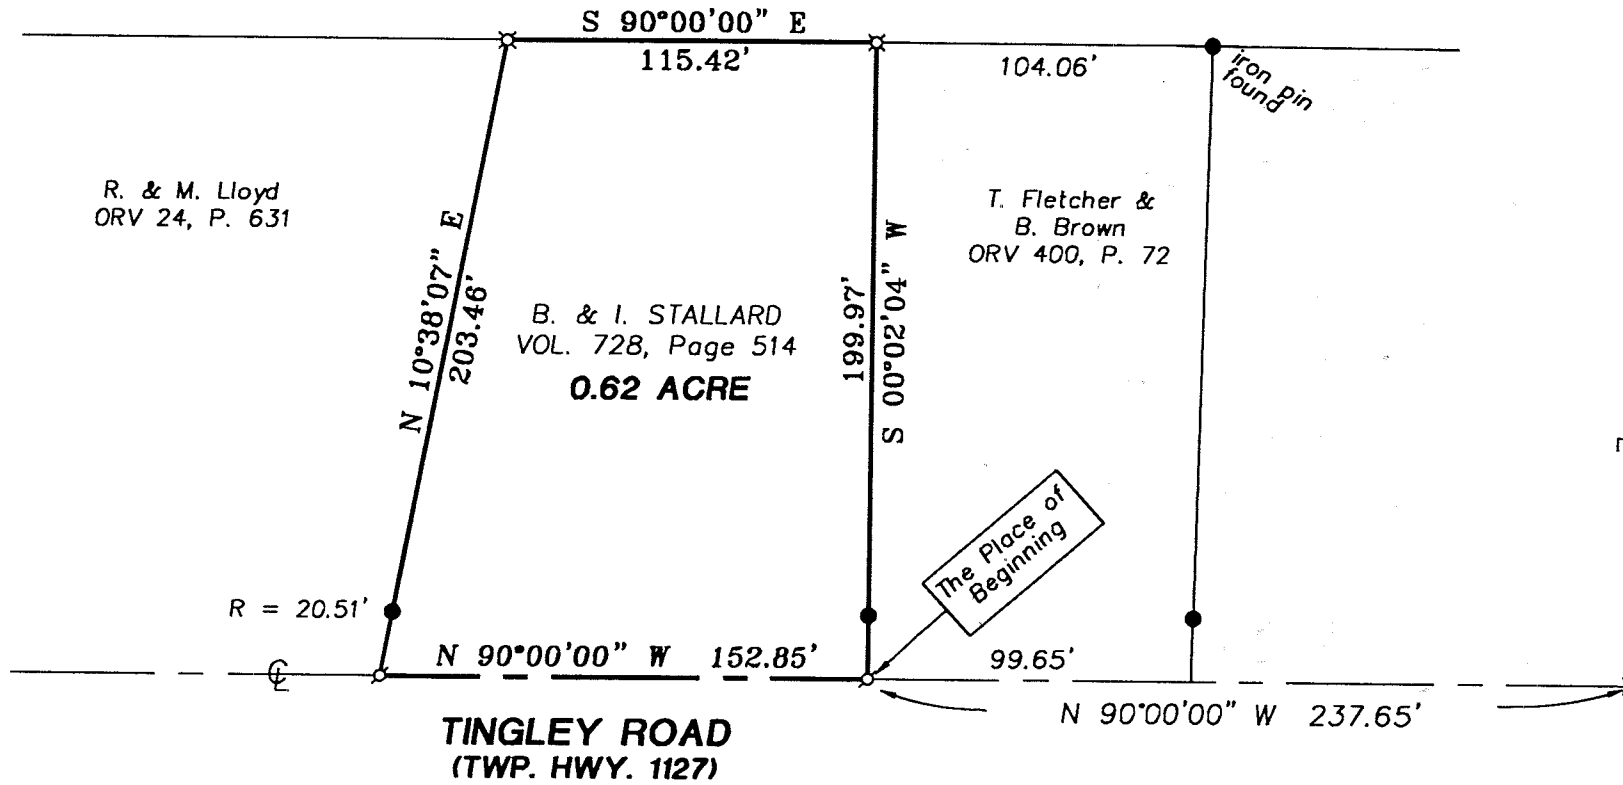 S 90°00'00" E
115.42'
104.06'
iron pin
found
R. & M. Lloyd
ORV 24, P. 631
N 10°38'07" E
203.46'
B. & I. STALLARD
VOL. 728, Page 514
0.62 ACRE
199.97'
S 00°02'04" W
T. Fletcher &
B. Brown
ORV 400, P. 72
The Place of
Beginning
R = 20.51'
N 90°00'00" W 152.85'
99.65'
℄
N 90°00'00" W 237.65'
TINGLEY ROAD
(TWP. HWY. 1127)